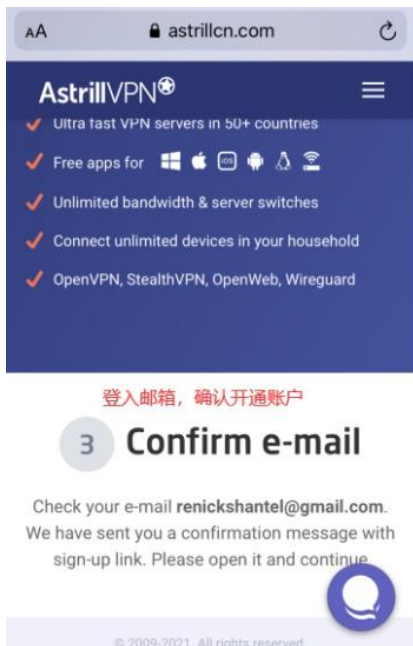 AA astrillcn.com
AstrillVPN®
Ultra fast VPN servers in 50+ countries
Free apps for iOS
Unlimited bandwidth & server switches
Connect unlimited devices in your household
OpenVPN, StealthVPN, OpenWeb, Wireguard
登入邮箱，确认开通账户
3 Confirm e-mail
Check your e-mail renickshantel@gmail.com.
We have sent you a confirmation message with
sign-up link. Please open it and continue
© 2009-2021. All rights reserved